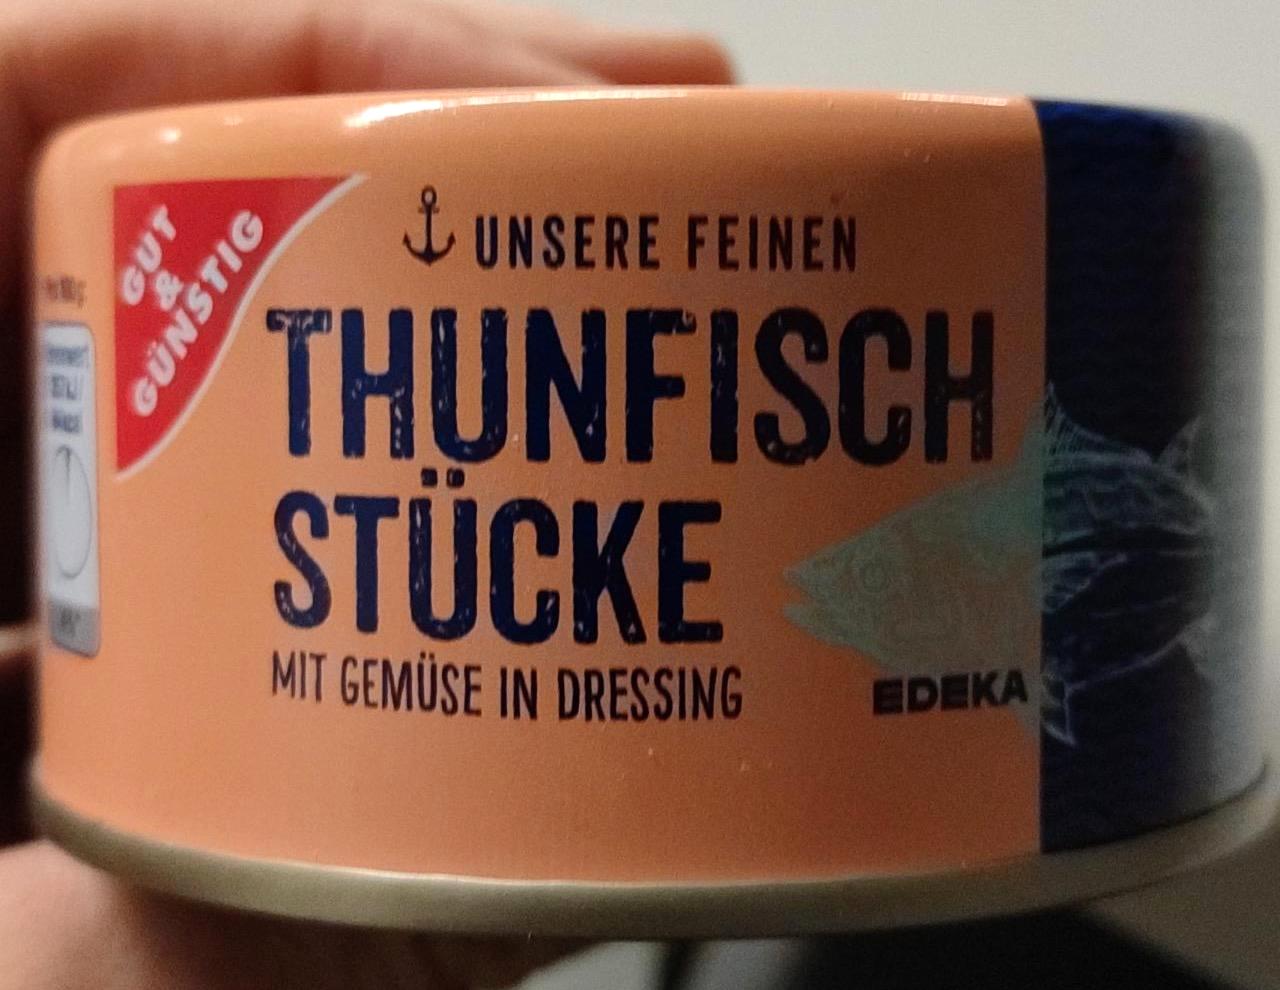 GUT
&
GÜNSTIG
UNSERE FEINEN
THUNFISCH
STÜCKE
MIT GEMÜSE IN DRESSING
EDEKA